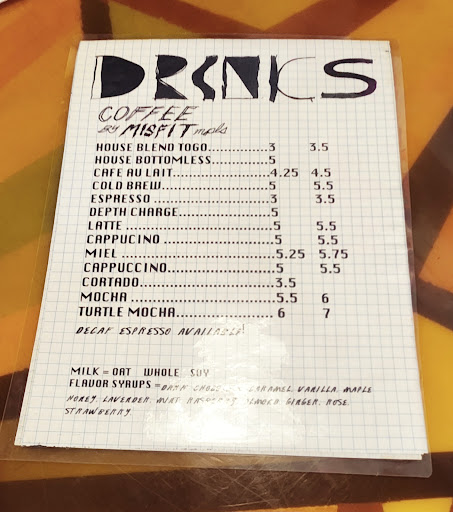 DRINKS
COFFEE
BY MISFIT mpls
HOUSE BLEND TOGO..............3 3.5
HOUSE BOTTOMLESS.............5
CAFE AU LAIT.......................4.25 4.5
COLD BREW..........................5 5.5
ESPRESSO ...........................3 3.5
DEPTH CHARGE.....................5
LATTE ..................................5 5.5
CAPPUCINO .........................5 5.5
MIEL ....................................5.25 5.75
CAPPUCCINO........................5 5.5
CORTADO.............................3.5
MOCHA ................................5.5 6
TURTLE MOCHA..................... 6 7
DECAF ESPRESSO AVAILABLE!
MILK = OAT WHOLE SOY
FLAVOR SYRUPS = DARK CARAMEL, VANILLA, MAPLE
HONEY, LAVENDER, MINT GINGER, ROSE,
STRAWBERRY